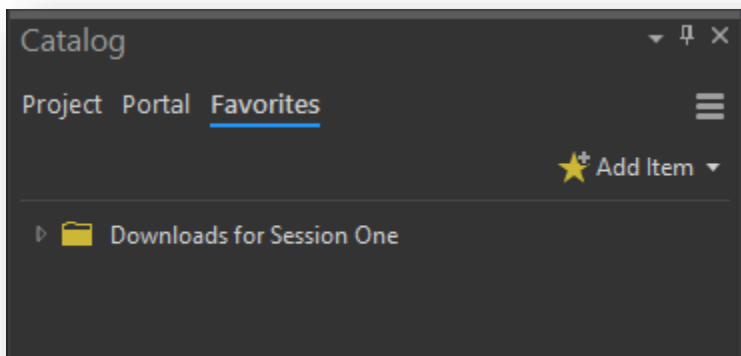 Catalog
Project Portal Favorites
Add Item
Downloads for Session One